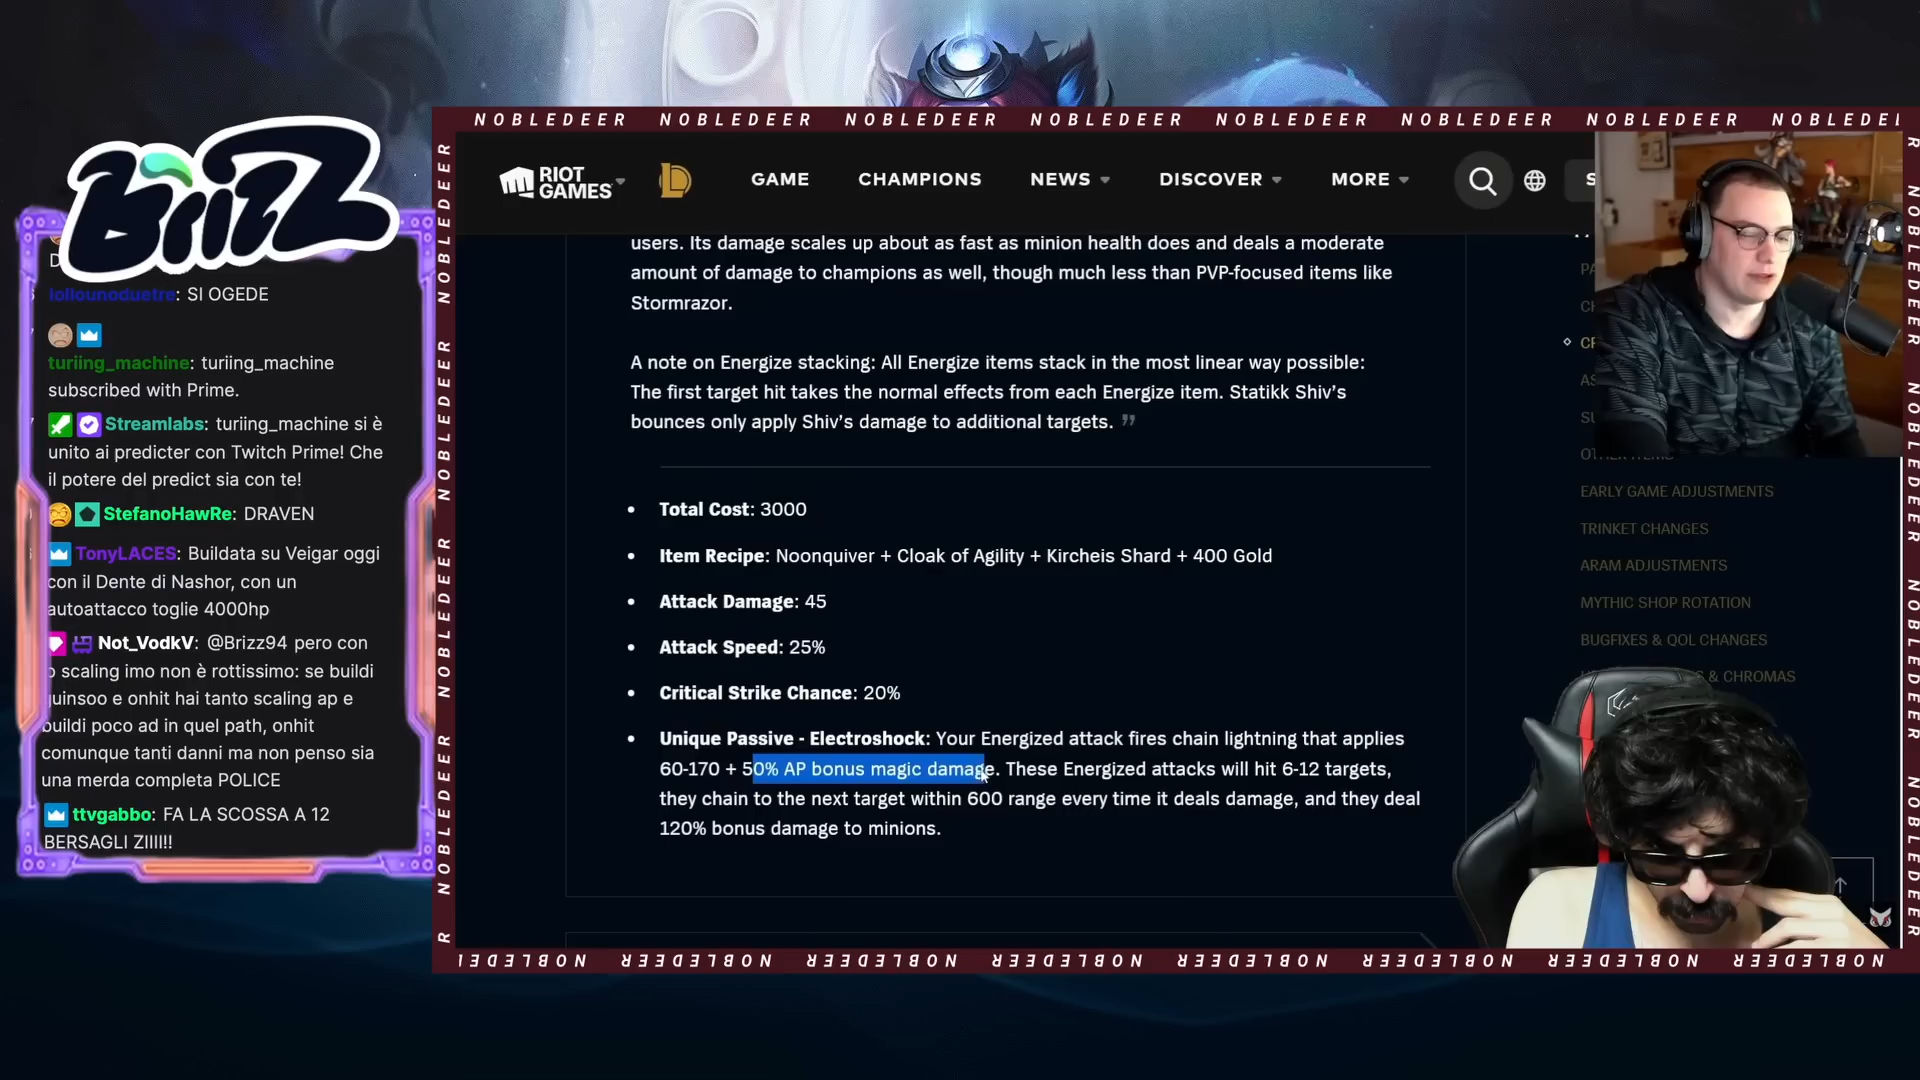 NOBLEDEER NOBLEDEER NOBLEDEER NOBLEDEER NOBLEDEER NOBLEDEER NOBLEDEER
BrizZ
RIOT GAMES
GAME CHAMPIONS NEWS DISCOVER MORE
users. Its damage scales up about as fast as minion health does and deals a moderate
amount of damage to champions as well, though much less than PVP-focused items like
Stormrazor.
A note on Energize stacking: All Energize items stack in the most linear way possible:
The first target hit takes the normal effects from each Energize item. Statikk Shiv's
bounces only apply Shiv's damage to additional targets. ”
Total Cost: 3000
Item Recipe: Noonquiver + Cloak of Agility + Kircheis Shard + 400 Gold
Attack Damage: 45
Attack Speed: 25%
Critical Strike Chance: 20%
Unique Passive - Electroshock: Your Energized attack fires chain lightning that applies
60-170 + 50% AP bonus magic damage. These Energized attacks will hit 6-12 targets,
they chain to the next target within 600 range every time it deals damage, and they deal
120% bonus damage to minions.
EARLY GAME ADJUSTMENTS
TRINKET CHANGES
ARAM ADJUSTMENTS
MYTHIC SHOP ROTATION
BUGFIXES & QOL CHANGES
& CHROMAS
lollounoduetre: SI OGEDE
turiing_machine: turiing_machine
subscribed with Prime.
Streamlabs: turiing_machine si è
unito ai predicter con Twitch Prime! Che
il potere del predict sia con te!
StefanoHawRe: DRAVEN
TonyLACES: Buildata su Veigar oggi
con il Dente di Nashor, con un
autoattacco toglie 4000hp
Not_VodkV: @Brizz94 pero con
o scaling imo non è rottissimo: se buildi
guinsoo e onhit hai tanto scaling ap e
buildi poco ad in quel path, onhit
comunque tanti danni ma non penso sia
una merda completa POLICE
ttvgabbo: FA LA SCOSSA A 12
BERSAGLI ZIIII!!
NOBLEDEER NOBLEDEER NOBLEDEER NOBLEDEER NOBLEDEER NOBLEDEER NOBLEDEER